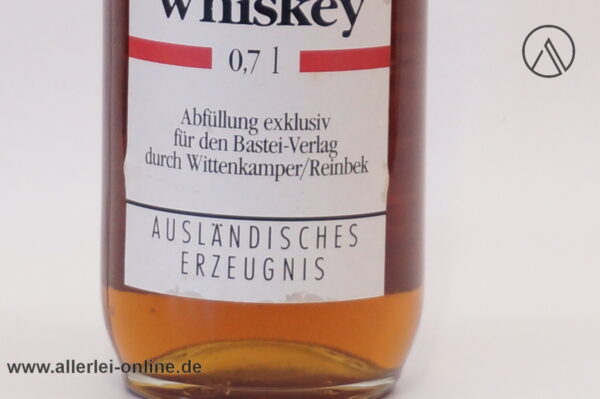 whiskey
0,7 l
Abfüllung exklusiv
für den Bastei-Verlag
durch Wittenkamper/Reinbek
AUSLÄNDISCHES
ERZEUGNIS
www.allerlei-online.de